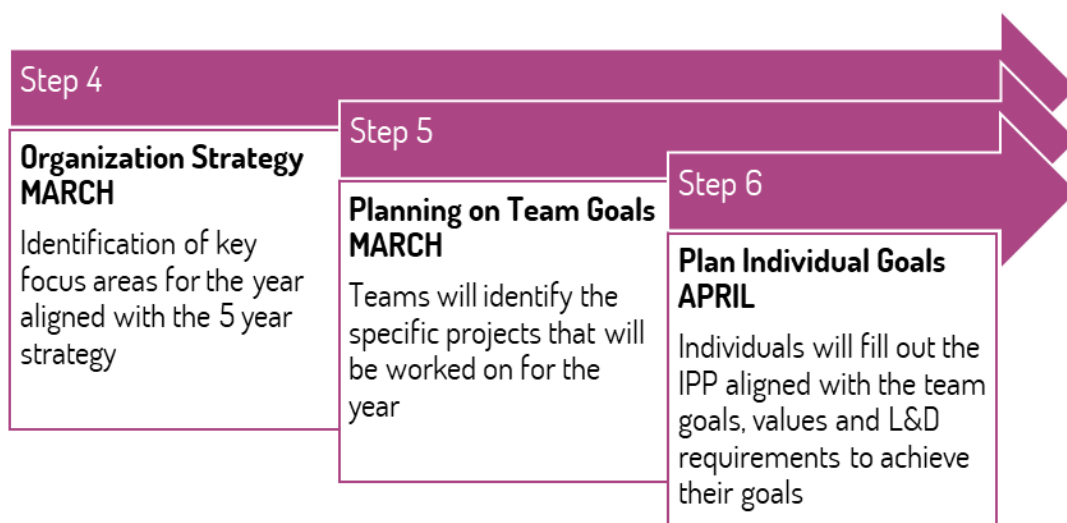 Step 4
Organization Strategy
MARCH
Identification of key
focus areas for the year
aligned with the 5 year
strategy
Step 5
Planning on Team Goals
MARCH
Teams will identify the
specific projects that will
be worked on for the
year
Step 6
Plan Individual Goals
APRIL
Individuals will fill out the
IPP aligned with the team
goals, values and L&D
requirements to achieve
their goals